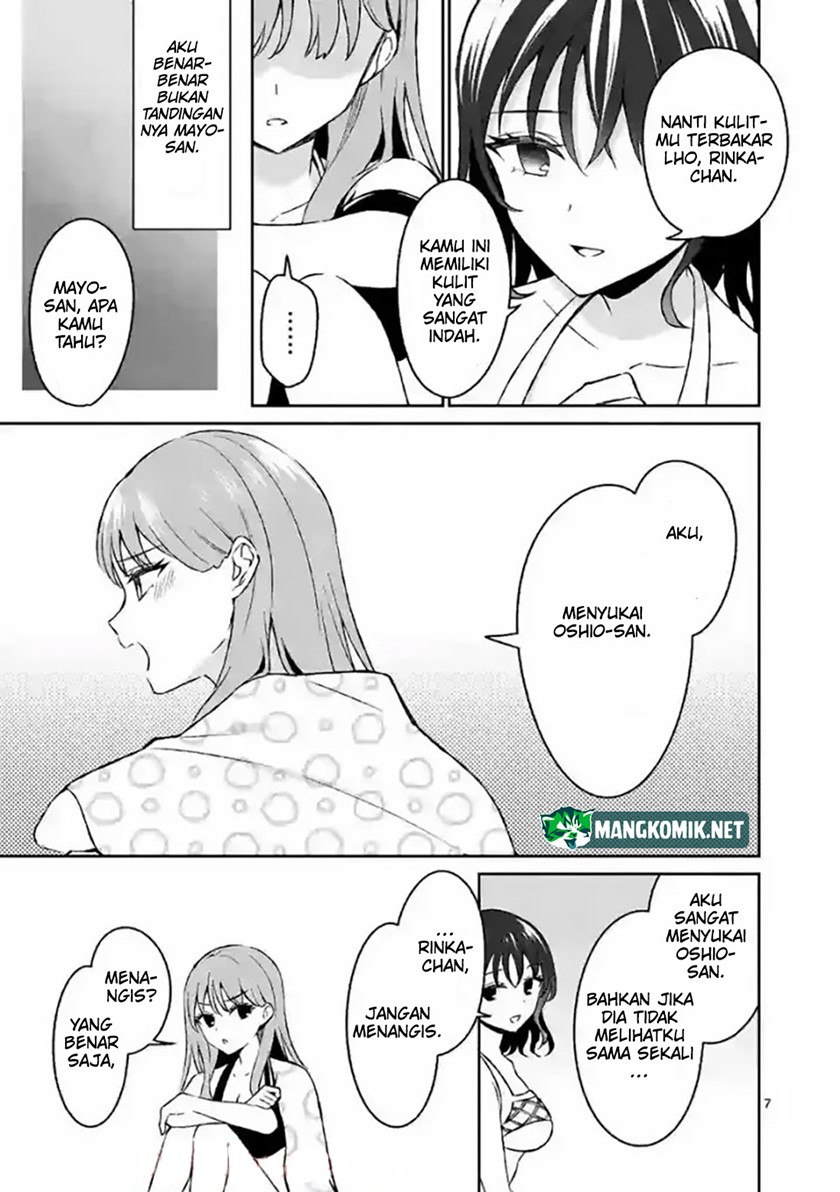 NANTI KULIT-
MU TERBAKAR
LHO, RINKA-
CHAN.
KAMU INI
MEMILIKI
KULIT
YANG
SANGAT
INDAH.
......
AKU
BENAR-
BENAR
BUKAN
TANDINGAN
NYA MAYO-
SAN.
MAYO-
SAN, APA
KAMU
TAHU?
AKU,
MENYUKAI
OSHIO-SAN.
MANGKOMIK.NET
AKU
SANGAT
MENYUKAI
OSHIO-
SAN.
BAHKAN JIKA
DIA TIDAK
MELIHATKU
SAMA SEKALI
...
...
RINKA-
CHAN,
JANGAN
MENANGIS.
MENA-
NGIS?
YANG
BENAR
SAJA,
7